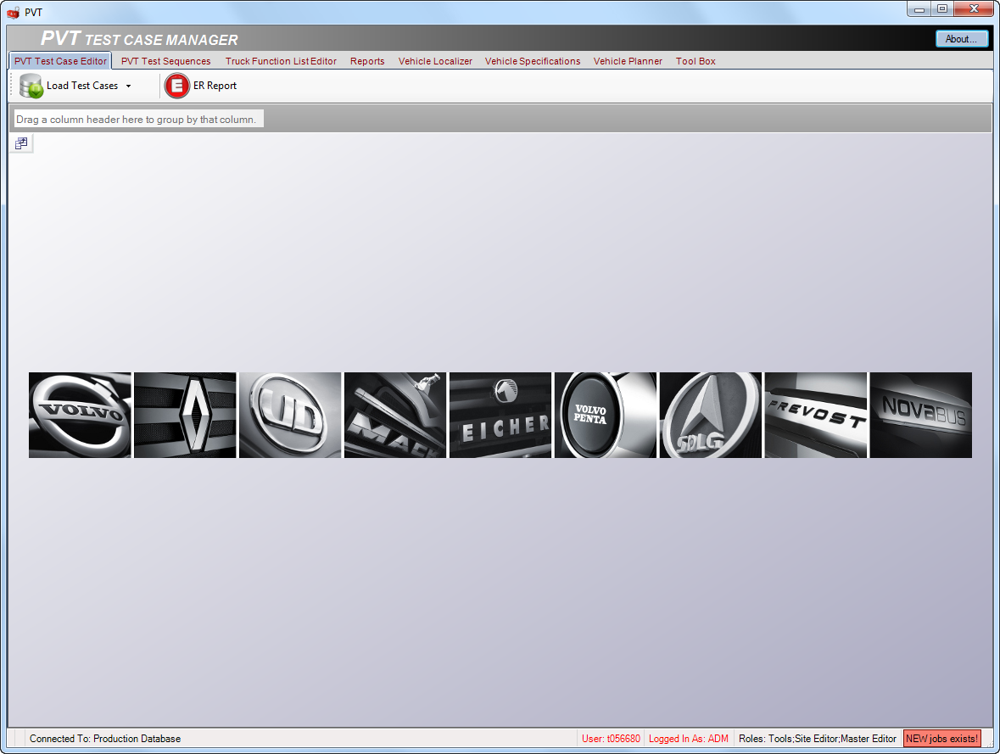 PVT
PVT TEST CASE MANAGER
About...
PVT Test Case Editor PVT Test Sequences Truck Function List Editor Reports Vehicle Localizer Vehicle Specifications Vehicle Planner Tool Box
Load Test Cases E ER Report
Drag a column header here to group by that column.
VOLVO
UD
MACK
EICHER
VOLVO
PENTA
SDLG
PREVOST
NOVABUS
Connected To: Production Database User: t056680 Logged In As: ADM Roles: Tools;Site Editor;Master Editor NEW jobs exists!